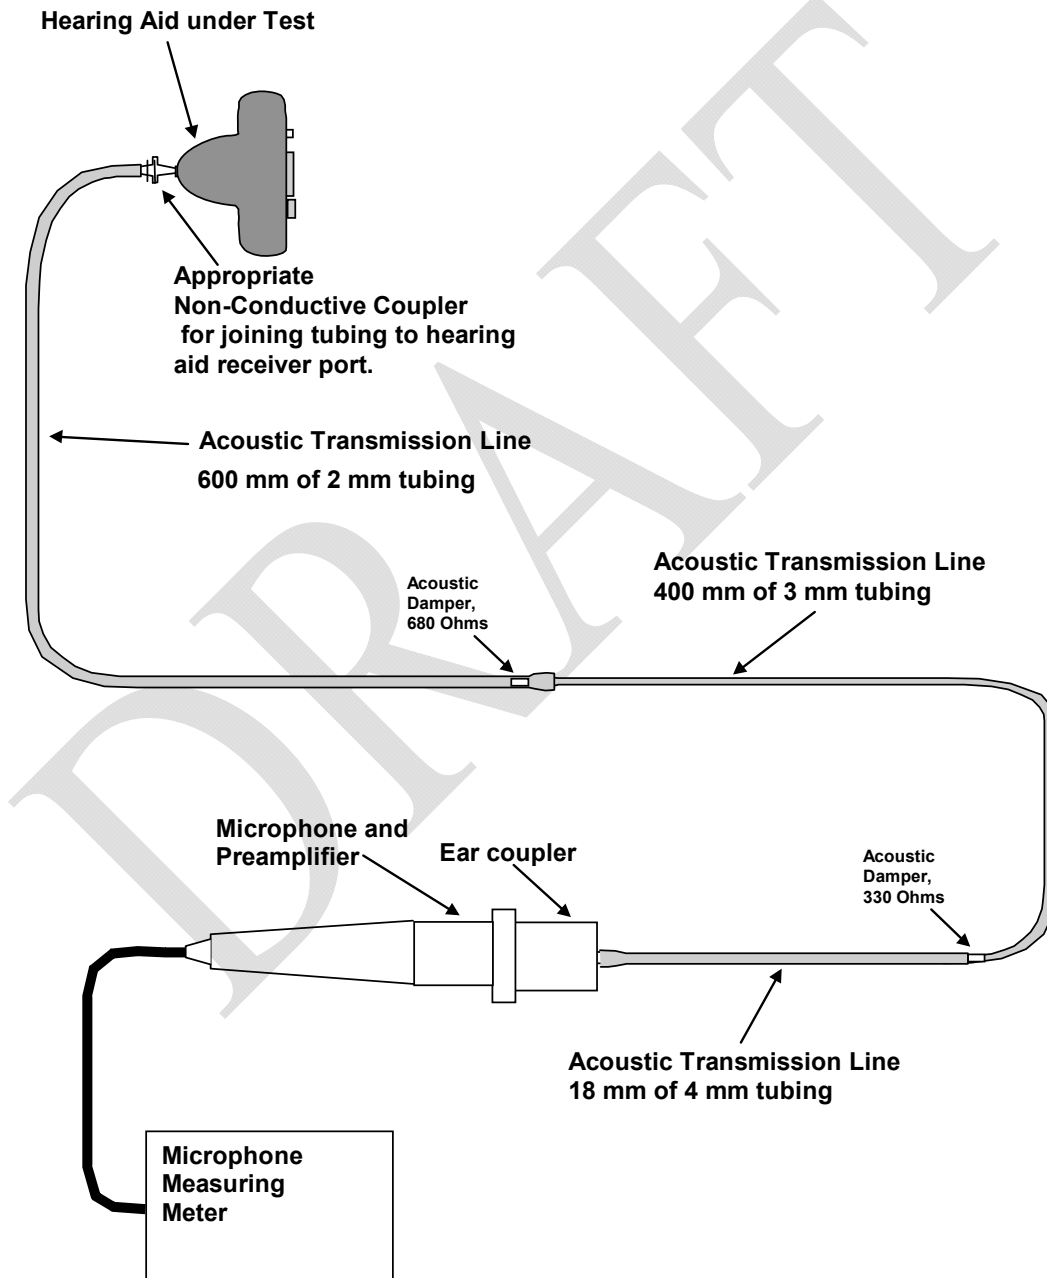 Hearing Aid under Test
Appropriate
Non-Conductive Coupler
for joining tubing to hearing
aid receiver port.
Acoustic Transmission Line
600 mm of 2 mm tubing
Acoustic
Damper,
680 Ohms
Acoustic Transmission Line
400 mm of 3 mm tubing
Microphone and
Preamplifier
Ear coupler
Acoustic
Damper,
330 Ohms
Acoustic Transmission Line
18 mm of 4 mm tubing
Microphone
Measuring
Meter
DRAFT